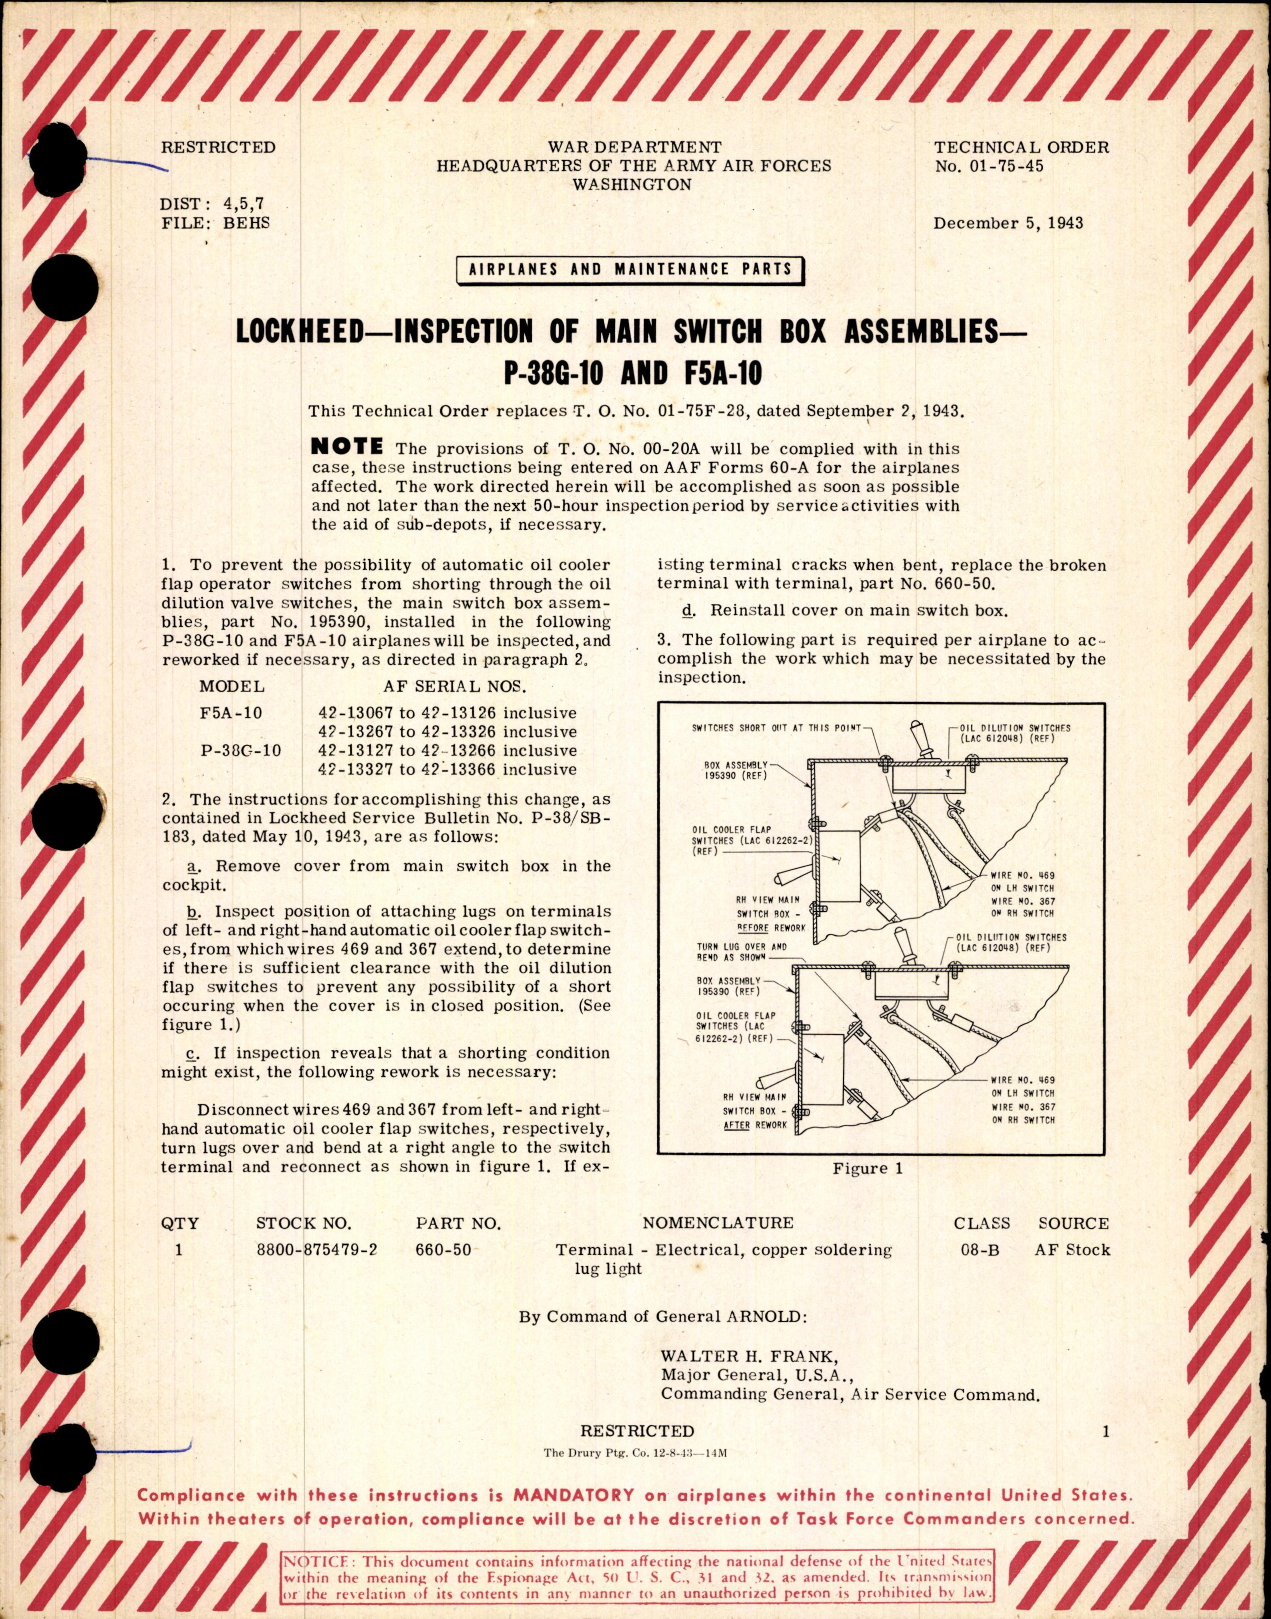 RESTRICTED
WAR DEPARTMENT
HEADQUARTERS OF THE ARMY AIR FORCES
WASHINGTON
TECHNICAL ORDER
No. 01-75-45
DIST: 4,5,7
FILE: BEHS
December 5, 1943
AIRPLANES AND MAINTENANCE PARTS
LOCKHEED—INSPECTION OF MAIN SWITCH BOX ASSEMBLIES—
P-38G-10 AND F5A-10
This Technical Order replaces T. O. No. 01-75F-28, dated September 2, 1943.
NOTE The provisions of T. O. No. 00-20A will be complied with in this
case, these instructions being entered on AAF Forms 60-A for the airplanes
affected. The work directed herein will be accomplished as soon as possible
and not later than the next 50-hour inspection period by service activities with
the aid of sub-depots, if necessary.
1. To prevent the possibility of automatic oil cooler
flap operator switches from shorting through the oil
dilution valve switches, the main switch box assem-
blies, part No. 195390, installed in the following
P-38G-10 and F5A-10 airplanes will be inspected, and
reworked if necessary, as directed in paragraph 2.
MODEL AF SERIAL NOS.
F5A-10 42-13067 to 42-13126 inclusive
42-13267 to 42-13326 inclusive
P-38G-10 42-13127 to 42-13266 inclusive
42-13327 to 42-13366 inclusive
2. The instructions for accomplishing this change, as
contained in Lockheed Service Bulletin No. P-38/SB-
183, dated May 10, 1943, are as follows:
a. Remove cover from main switch box in the
cockpit.
b. Inspect position of attaching lugs on terminals
of left- and right-hand automatic oil cooler flap switch-
es, from which wires 469 and 367 extend, to determine
if there is sufficient clearance with the oil dilution
flap switches to prevent any possibility of a short
occuring when the cover is in closed position. (See
figure 1.)
c. If inspection reveals that a shorting condition
might exist, the following rework is necessary:
Disconnect wires 469 and 367 from left- and right-
hand automatic oil cooler flap switches, respectively,
turn lugs over and bend at a right angle to the switch
terminal and reconnect as shown in figure 1. If ex-
isting terminal cracks when bent, replace the broken
terminal with terminal, part No. 660-50.
d. Reinstall cover on main switch box.
3. The following part is required per airplane to ac-
complish the work which may be necessitated by the
inspection.
SWITCHES SHORT OUT AT THIS POINT
OIL DILUTION SWITCHES
(LAC 612048) (REF)
BOX ASSEMBLY
195390 (REF)
OIL COOLER FLAP
SWITCHES (LAC 612262-2)
(REF)
WIRE NO. 469
ON LH SWITCH
WIRE NO. 367
ON RH SWITCH
RH VIEW MAIN
SWITCH BOX -
BEFORE REWORK
TURN LUG OVER AND
BEND AS SHOWN
OIL DILUTION SWITCHES
(LAC 612048) (REF)
BOX ASSEMBLY
195390 (REF)
OIL COOLER FLAP
SWITCHES (LAC
612262-2) (REF)
RH VIEW MAIN
SWITCH BOX -
AFTER REWORK
WIRE NO. 469
ON LH SWITCH
WIRE NO. 367
ON RH SWITCH
Figure 1
QTY STOCK NO. PART NO. NOMENCLATURE CLASS SOURCE
1 8800-875479-2 660-50 Terminal - Electrical, copper soldering 08-B AF Stock
lug light
By Command of General ARNOLD:
WALTER H. FRANK,
Major General, U.S.A.,
Commanding General, Air Service Command.
RESTRICTED
1
The Drury Ptg. Co. 12-8-43—14M
Compliance with these instructions is MANDATORY on airplanes within the continental United States.
Within theaters of operation, compliance will be at the discretion of Task Force Commanders concerned.
NOTICE: This document contains information affecting the national defense of the United States
within the meaning of the Espionage Act, 50 U. S. C., 31 and 32, as amended. Its transmission
or the revelation of its contents in any manner to an unauthorized person is prohibited by law.